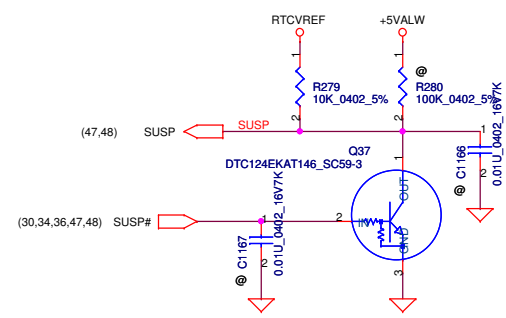 RTCVREF
+5VALW
1
1
@
R279
10K_0402_5%
R280
100K_0402_5%
2
2
(47,48)
SUSP
SUSP
1
2
C1166
0.01U_0402_16V7K
@
Q37
DTC124EKAT146_SC59-3
1
OUT
(30,34,36,47,48)
SUSP#
1
2
IN
GND
C1167
0.01U_0402_16V7K
2
@
3